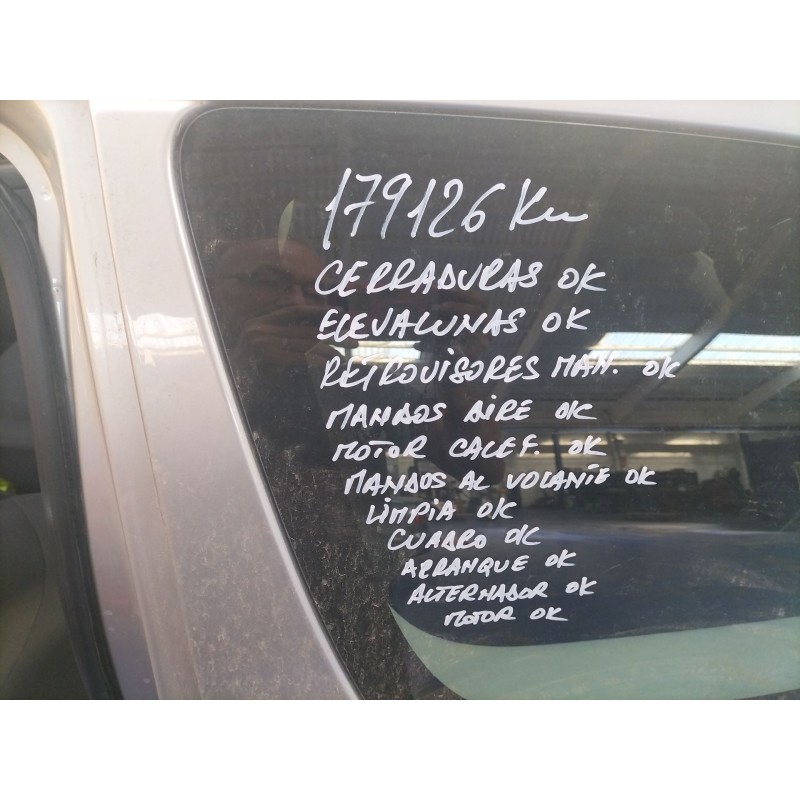 179126 Km
CERRADURAS OK
ELEVALUNAS OK
RETROVISORES MAN. OK
MANDOS AIRE OK
MOTOR CALEF. OK
MANDOS AL VOLANTE OK
LIMPIA OK
CUADRO OK
ARRANQUE OK
ALTERNADOR OK
MOTOR OK